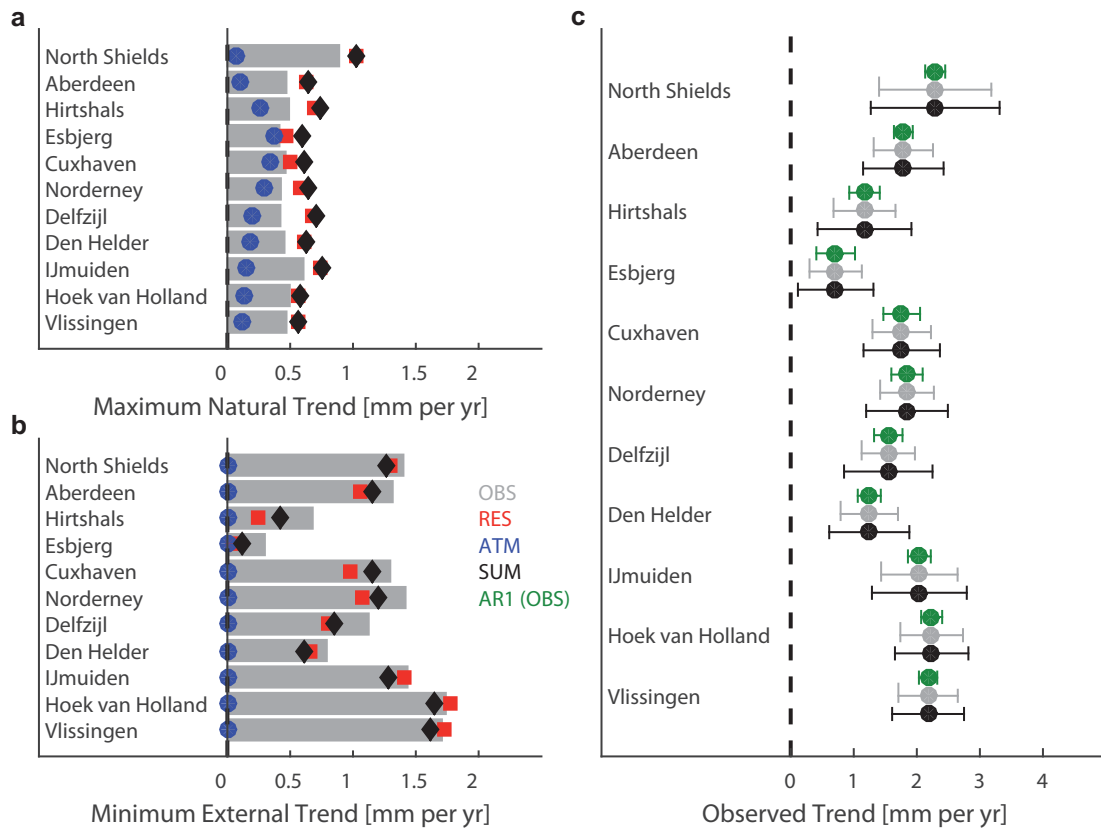 a
North Shields
Aberdeen
Hirtshals
Esbjerg
Cuxhaven
Norderney
Delfzijl
Den Helder
IJmuiden
Hoek van Holland
Vlissingen
0 0.5 1 1.5 2
Maximum Natural Trend [mm per yr]
b
North Shields
Aberdeen
Hirtshals
Esbjerg
Cuxhaven
Norderney
Delfzijl
Den Helder
IJmuiden
Hoek van Holland
Vlissingen
OBS
RES
ATM
SUM
AR1 (OBS)
0 0.5 1 1.5 2
Minimum External Trend [mm per yr]
c
North Shields
Aberdeen
Hirtshals
Esbjerg
Cuxhaven
Norderney
Delfzijl
Den Helder
IJmuiden
Hoek van Holland
Vlissingen
0 1 2 3 4
Observed Trend [mm per yr]